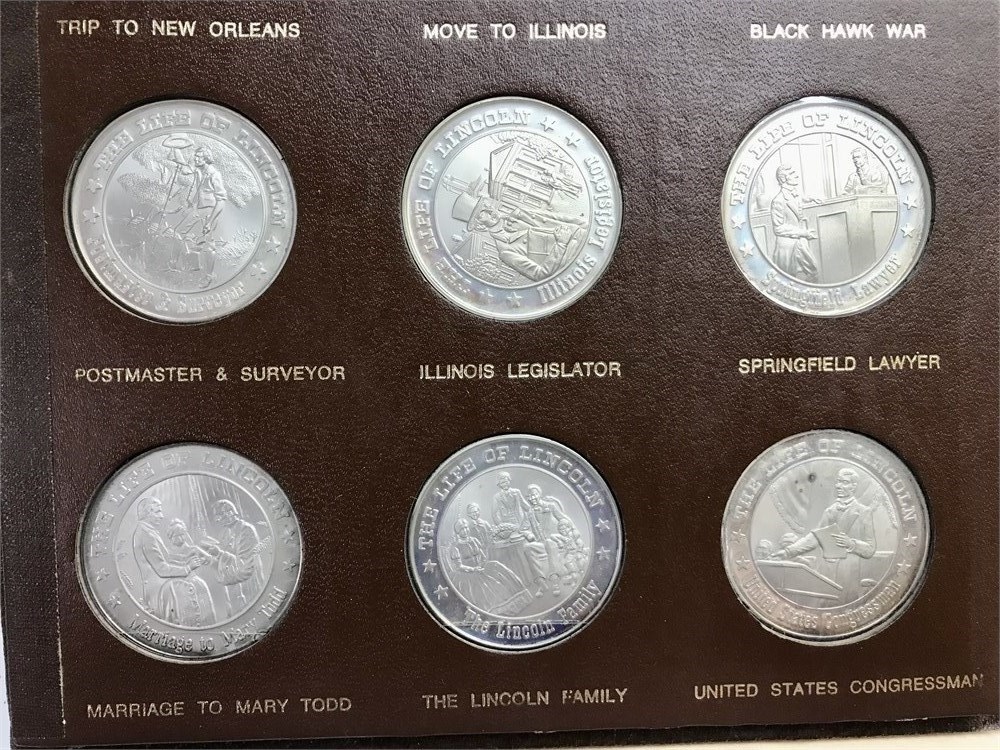 TRIP TO NEW ORLEANS
MOVE TO ILLINOIS
BLACK HAWK WAR
THE LIFE OF LINCOLN
Postmaster & Surveyor
LIFE OF LINCOLN
Illinois Legislator
THE LIFE OF LINCOLN
Springfield Lawyer
POSTMASTER & SURVEYOR
ILLINOIS LEGISLATOR
SPRINGFIELD LAWYER
THE LIFE OF LINCOLN
Marriage to Mary Todd
THE LIFE OF LINCOLN
The Lincoln Family
THE LIFE OF LINCOLN
United States Congressman
MARRIAGE TO MARY TODD
THE LINCOLN FAMILY
UNITED STATES CONGRESSMAN